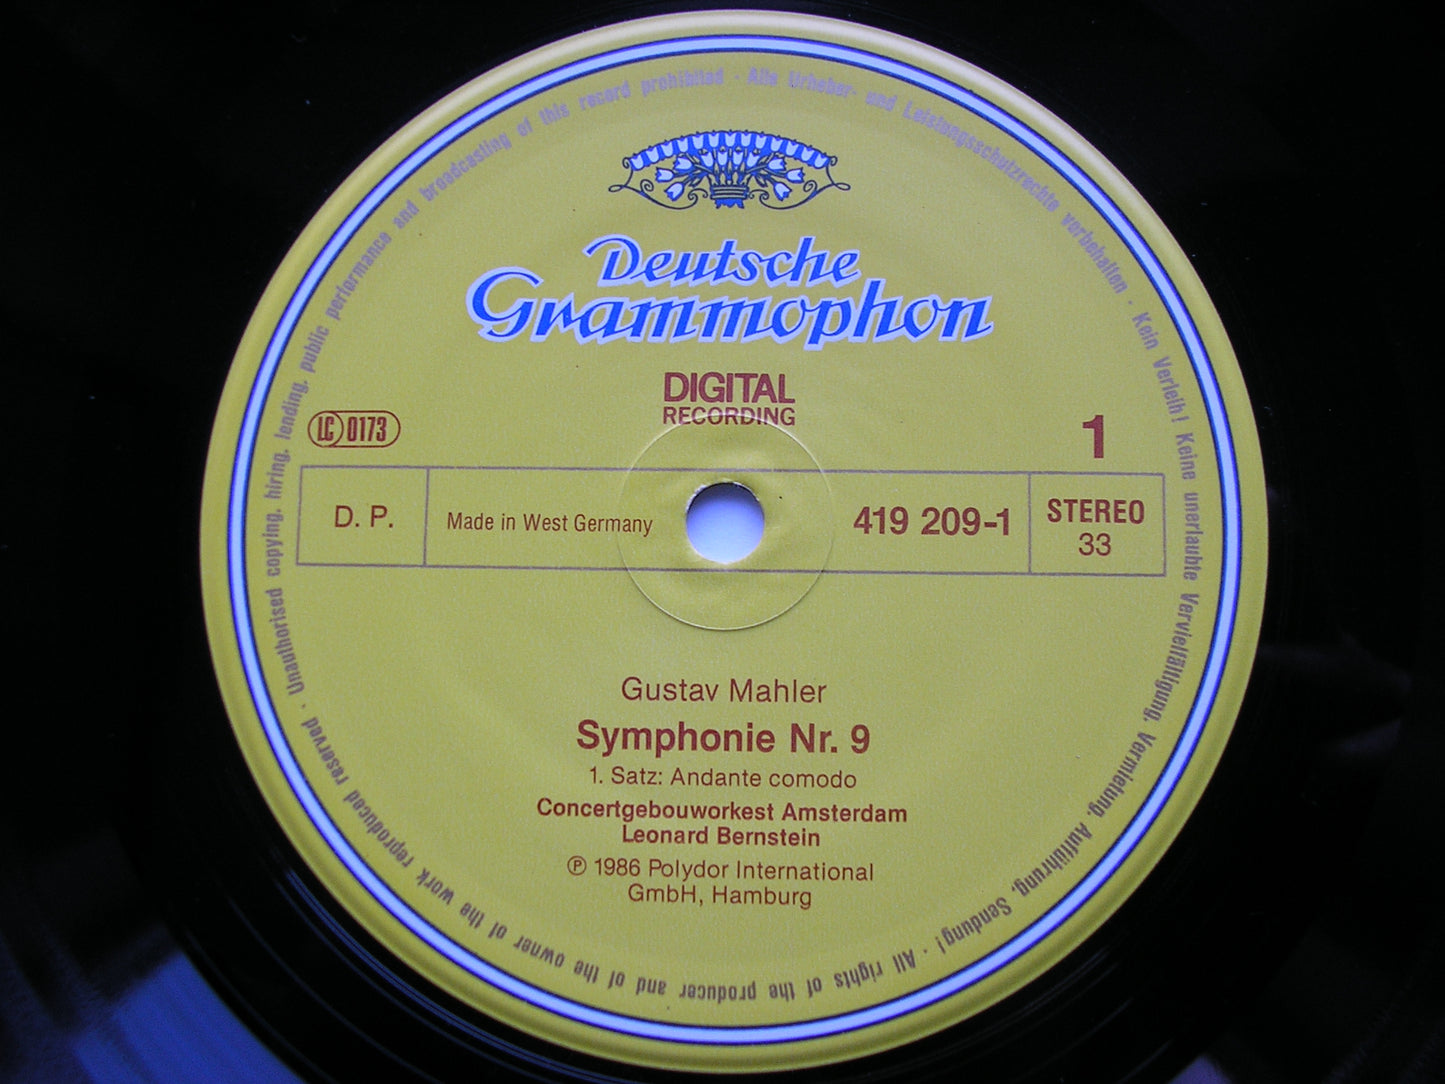 Deutsche
Grammophon
DIGITAL
RECORDING
LC 0173
1
D. P.
Made in West Germany
419 209-1
STEREO
33
Gustav Mahler
Symphonie Nr. 9
1. Satz: Andante comodo
Concertgebouworkest Amsterdam
Leonard Bernstein
℗ 1986 Polydor International
GmbH, Hamburg
Alle Urheber- und Leistungsschutzrechte vorbehalten · Kein Verleih! Keine unerlaubte Vervielfältigung, Vermietung, Aufführung, Sendung! · All rights of the producer and of the owner of the work reproduced reserved · Unauthorised copying, hiring, lending, public performance and broadcasting of this record prohibited ·